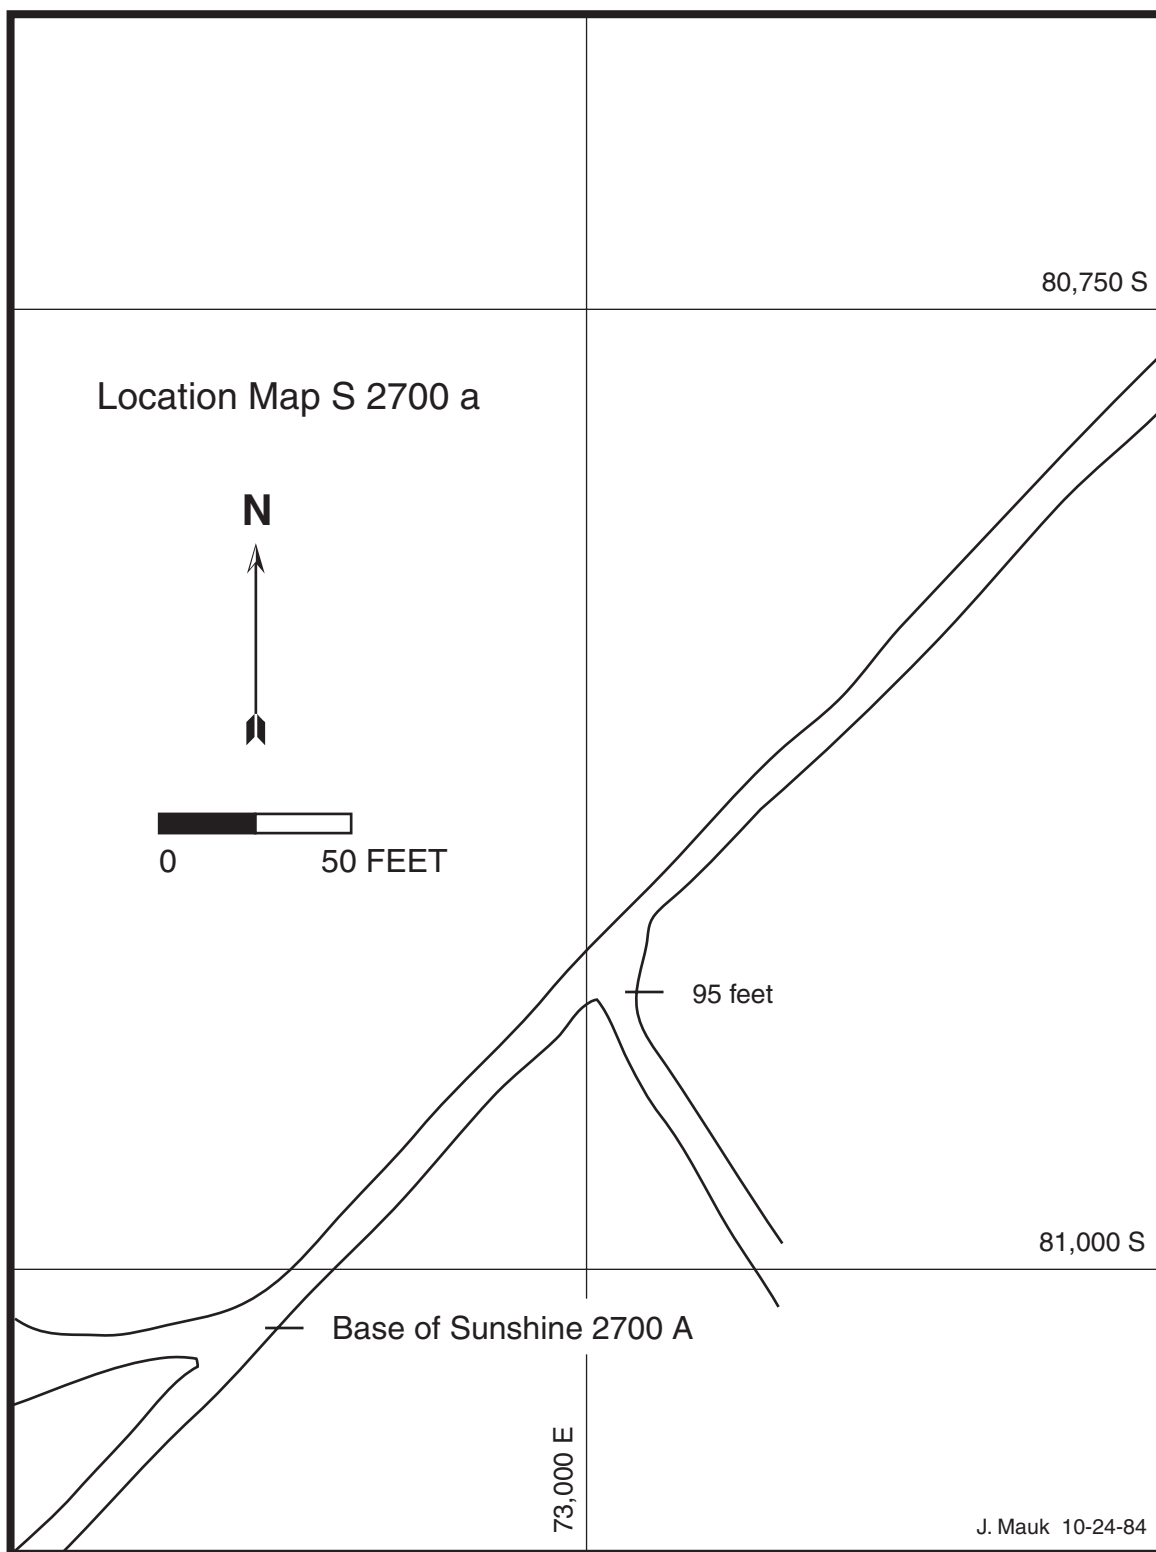 80,750 S
Location Map S 2700 a
N
0 50 FEET
95 feet
81,000 S
Base of Sunshine 2700 A
73,000 E
J. Mauk 10-24-84